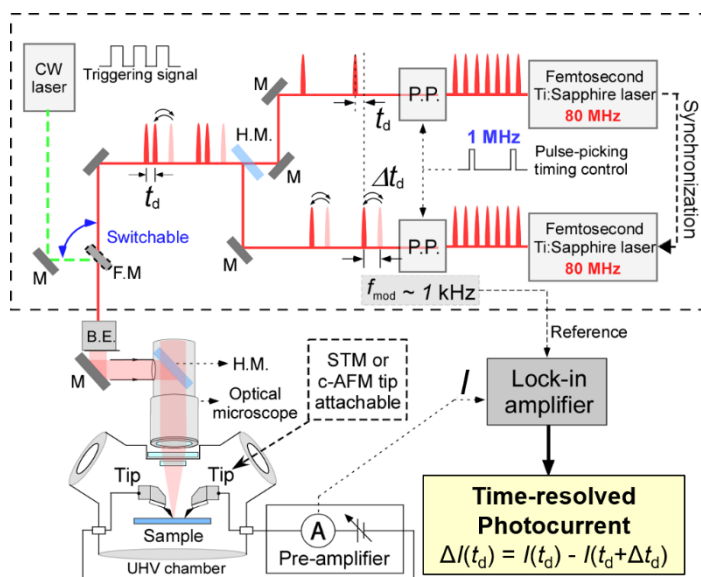 CW
laser
Triggering signal
M
H.M.
t_d
P.P.
Femtosecond
Ti:Sapphire laser
80 MHz
1 MHz
Pulse-picking
timing control
Synchronization
M
t_d
Δt_d
Switchable
M
F.M
M
P.P.
Femtosecond
Ti:Sapphire laser
80 MHz
f_mod ~ 1 kHz
Reference
B.E.
M
H.M.
Optical
microscope
STM or
c-AFM tip
attachable
I
Lock-in
amplifier
Tip
Tip
Sample
UHV chamber
A
Pre-amplifier
Time-resolved
Photocurrent
ΔI(t_d) = I(t_d) - I(t_d+Δt_d)